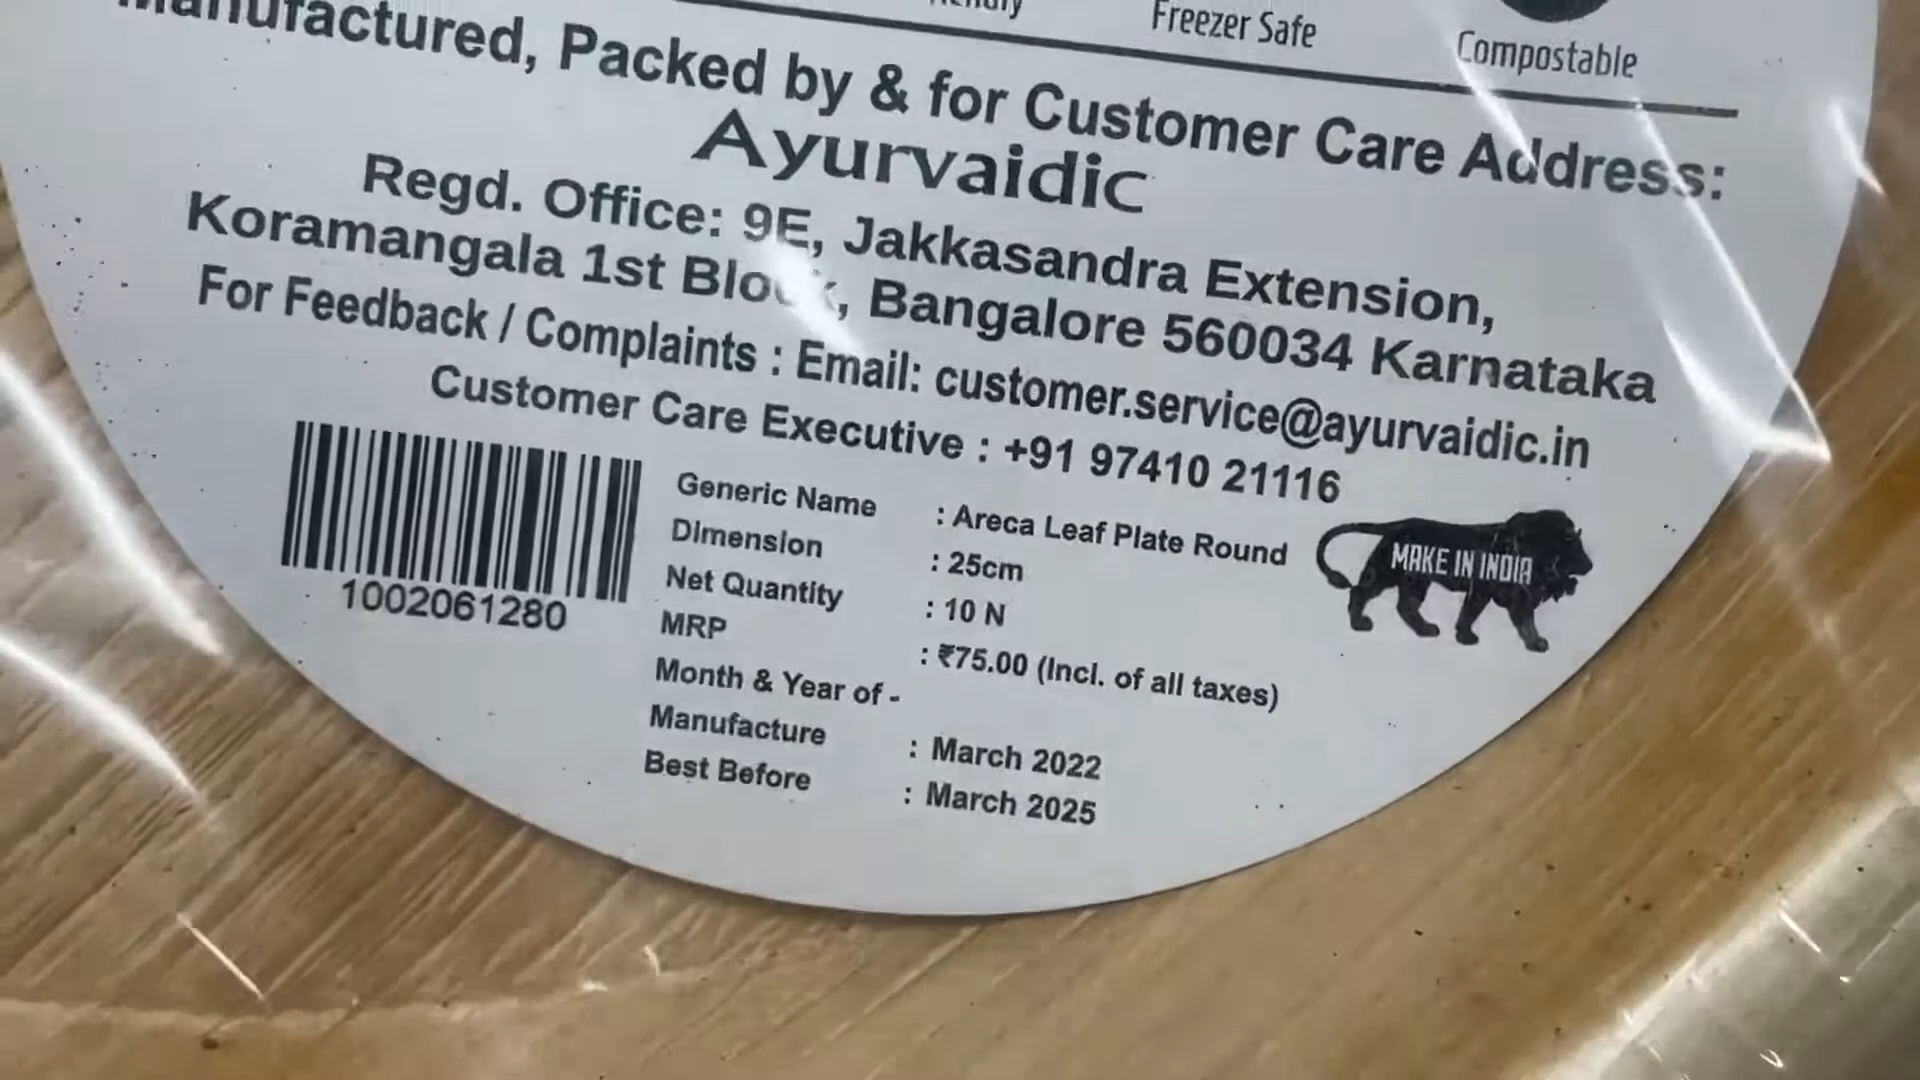 Freezer Safe
Compostable
Manufactured, Packed by & for Customer Care Address:
Ayurvaidic
Regd. Office: 9E, Jakkasandra Extension,
Koramangala 1st Block, Bangalore 560034 Karnataka
For Feedback / Complaints : Email: customer.service@ayurvaidic.in
Customer Care Executive : +91 97410 21116
1002061280
Generic Name : Areca Leaf Plate Round
Dimension : 25cm
Net Quantity : 10 N
MRP : ₹75.00 (Incl. of all taxes)
Month & Year of -
Manufacture : March 2022
Best Before : March 2025
MAKE IN INDIA